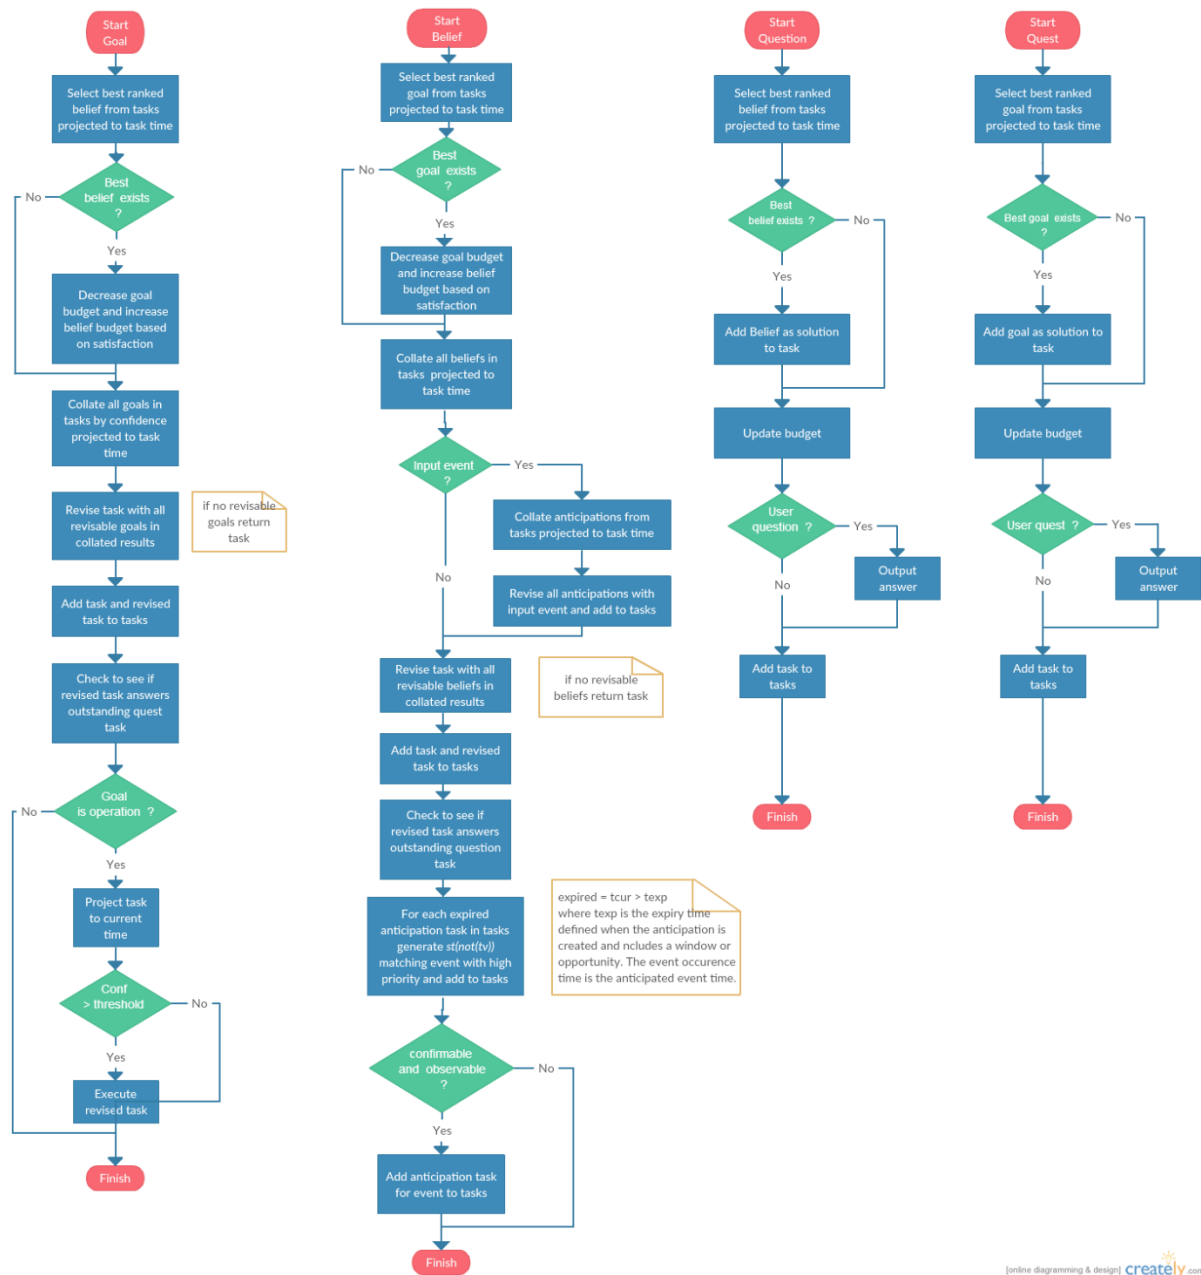 Start
Goal
Select best ranked
belief from tasks
projected to task time
Best
belief exists
?
No
Yes
Decrease goal
budget and increase
belief budget based
on satisfaction
Collate all goals in
tasks by confidence
projected to task
time
Revise task with all
revisable goals in
collated results
if no revisable
goals return
task
Add task and revised
task to tasks
Check to see if
revised task answers
outstanding quest
task
Goal
is operation ?
No
Yes
Project task
to current
time
Conf
> threshold
No
Yes
Execute
revised task
Finish
Start
Belief
Select best ranked
goal from tasks
projected to task time
Best
goal exists
?
No
Yes
Decrease goal budget
and increase belief
budget based on
satisfaction
Collate all beliefs in
tasks projected to
task time
Input event
?
Yes
Collate anticipations from
tasks projected to task time
No
Revise all anticipations with
input event and add to tasks
Revise task with all
revisable beliefs in
collated results
if no revisable
beliefs return task
Add task and revised
task to tasks
Check to see if
revised task answers
outstanding question
task
For each expired
anticipation task in tasks
generate st(not(tv))
matching event with high
priority and add to tasks
expired = tcur > texp
where texp is the expiry time
defined when the anticipation is
created and ncludes a window or
opportunity. The event occurence
time is the anticipated event time.
confirmable
and observable
?
No
Yes
Add anticipation task
for event to tasks
Finish
Start
Question
Select best ranked
belief from tasks
projected to task time
Best
belief exists ?
No
Yes
Add Belief as solution
to task
Update budget
User
question ?
Yes
No
Output
answer
Add task to
tasks
Finish
Start
Quest
Select best ranked
goal from tasks
projected to task time
Best goal exists
?
No
Yes
Add goal as solution to
task
Update budget
User quest ?
Yes
No
Output
answer
Add task to
tasks
Finish
[online diagramming & design] creately.com